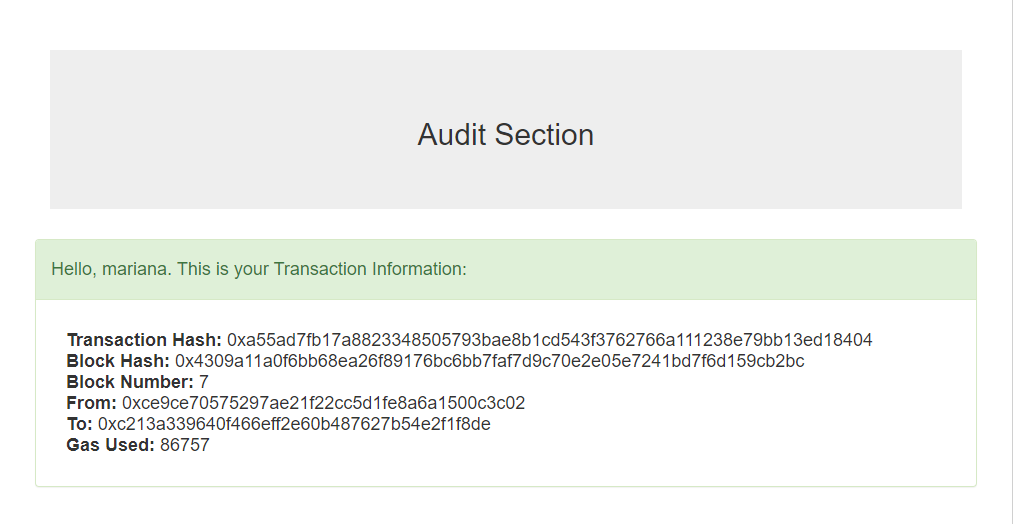 Audit Section
Hello, mariana. This is your Transaction Information:
Transaction Hash: 0xa55ad7fb17a8823348505793bae8b1cd543f3762766a111238e79bb13ed18404
Block Hash: 0x4309a11a0f6bb68ea26f89176bc6bb7faf7d9c70e2e05e7241bd7f6d159cb2bc
Block Number: 7
From: 0xce9ce70575297ae21f22cc5d1fe8a6a1500c3c02
To: 0xc213a339640f466eff2e60b487627b54e2f1f8de
Gas Used: 86757